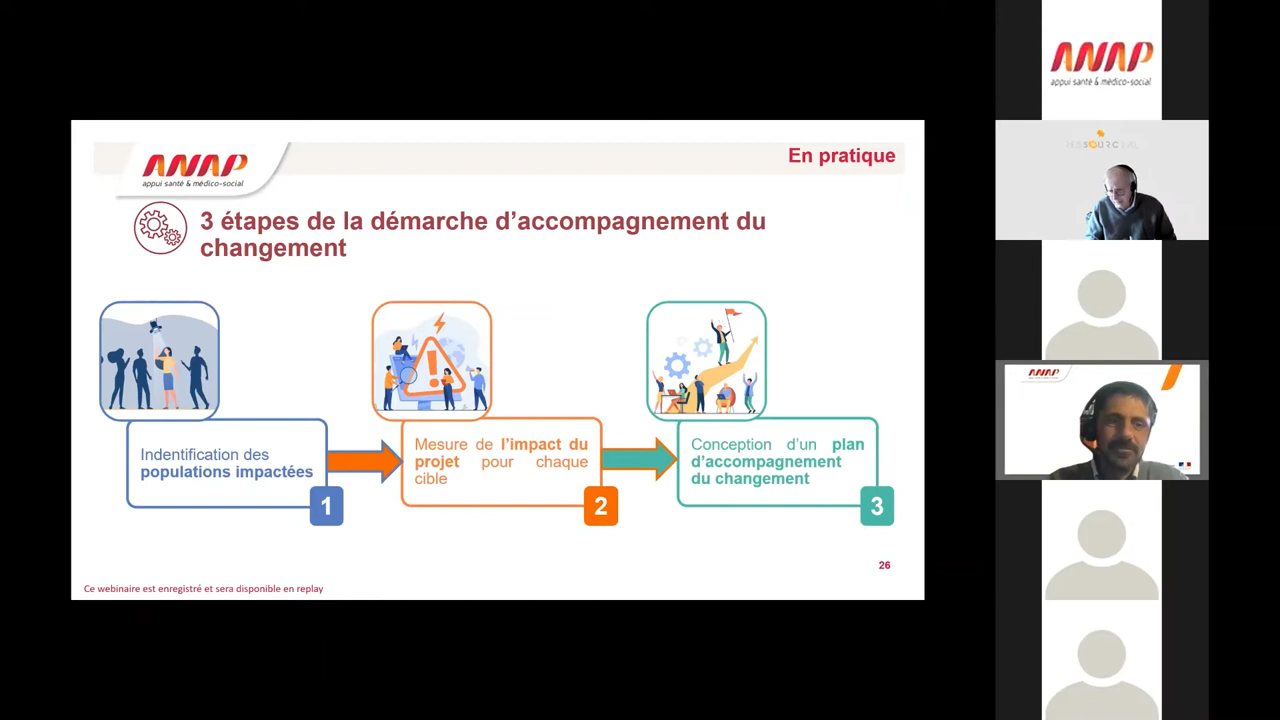 ANAP
appui santé & médico-social
En pratique
3 étapes de la démarche d'accompagnement du
changement
Indentification des
populations impactées
1
Mesure de l'impact du
projet pour chaque
cible
2
Conception d'un plan
d'accompagnement
du changement
3
26
Ce webinaire est enregistré et sera disponible en replay
ANAP
appui santé & médico-social
RESSOURCIAL
ANAP